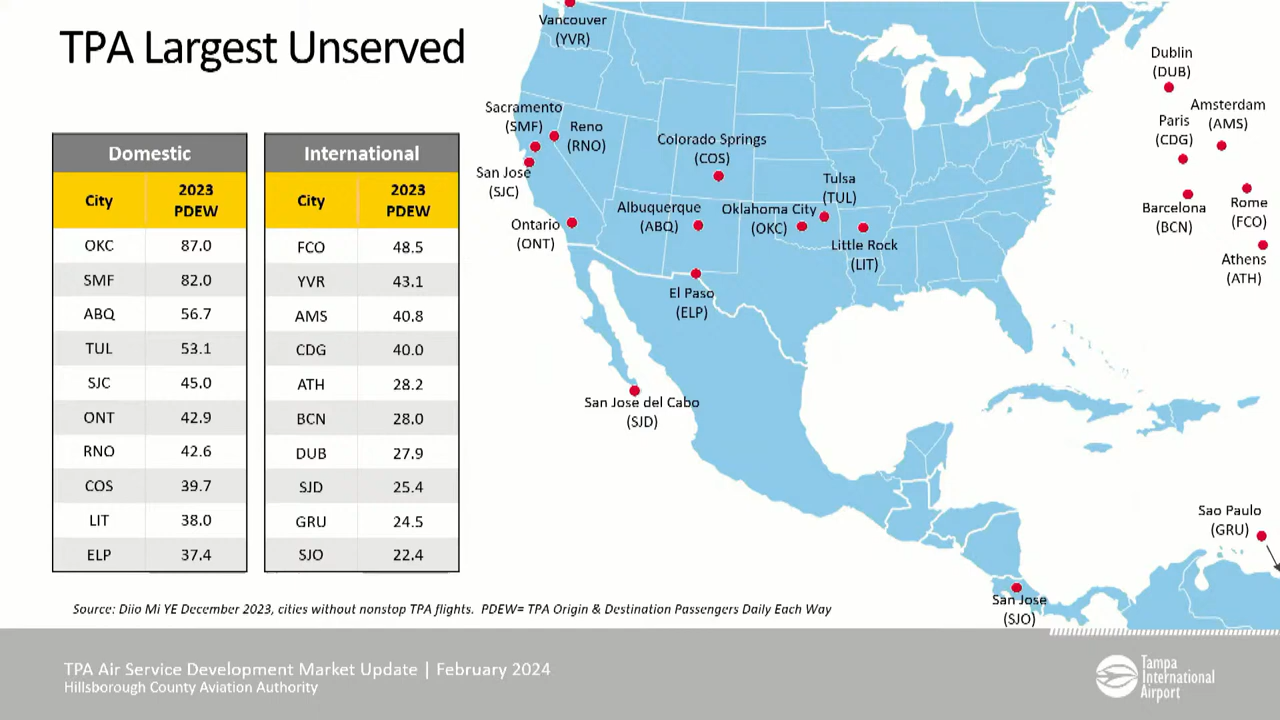 TPA Largest Unserved
Domestic
City 2023 PDEW
OKC 87.0
SMF 82.0
ABQ 56.7
TUL 53.1
SJC 45.0
ONT 42.9
RNO 42.6
COS 39.7
LIT 38.0
ELP 37.4
International
City 2023 PDEW
FCO 48.5
YVR 43.1
AMS 40.8
CDG 40.0
ATH 28.2
BCN 28.0
DUB 27.9
SJD 25.4
GRU 24.5
SJO 22.4
Vancouver
(YVR)
Sacramento
(SMF)
Reno
(RNO)
San Jose
(SJC)
Ontario
(ONT)
Colorado Springs
(COS)
Albuquerque
(ABQ)
Oklahoma City
(OKC)
Tulsa
(TUL)
Little Rock
(LIT)
El Paso
(ELP)
San Jose del Cabo
(SJD)
Dublin
(DUB)
Amsterdam
(AMS)
Paris
(CDG)
Barcelona
(BCN)
Rome
(FCO)
Athens
(ATH)
Sao Paulo
(GRU)
San Jose
(SJO)
Source: Diio Mi YE December 2023, cities without nonstop TPA flights. PDEW= TPA Origin & Destination Passengers Daily Each Way
TPA Air Service Development Market Update | February 2024
Hillsborough County Aviation Authority
Tampa
International
Airport